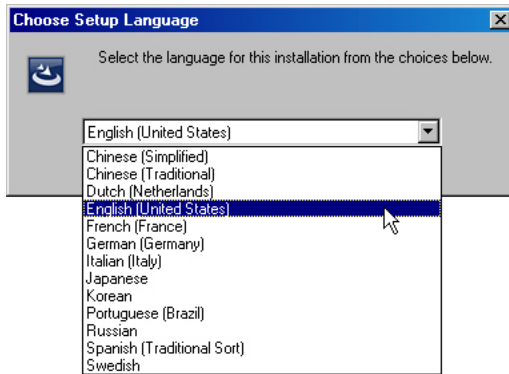 Choose Setup Language
Select the language for this installation from the choices below.
English (United States)
Chinese (Simplified)
Chinese (Traditional)
Dutch (Netherlands)
English (United States)
French (France)
German (Germany)
Italian (Italy)
Japanese
Korean
Portuguese (Brazil)
Russian
Spanish (Traditional Sort)
Swedish